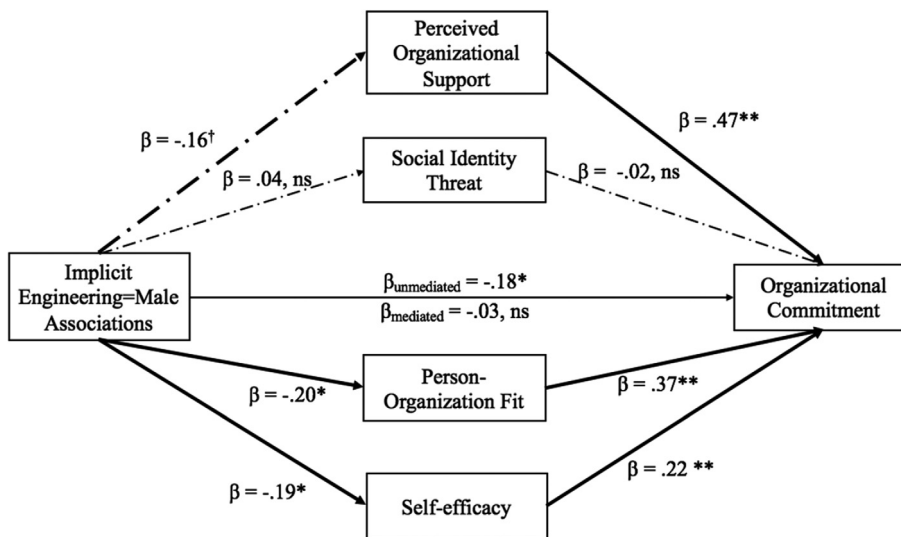 Perceived
Organizational
Support
β = -.16†
β = .47**
Social Identity
Threat
β = .04, ns
β =  -.02, ns
Implicit
Engineering=Male
Associations
βunmediated = -.18*
βmediated = -.03, ns
Organizational
Commitment
Person-
Organization Fit
β = -.20*
β = .37**
β = -.19*
β = .22 **
Self-efficacy